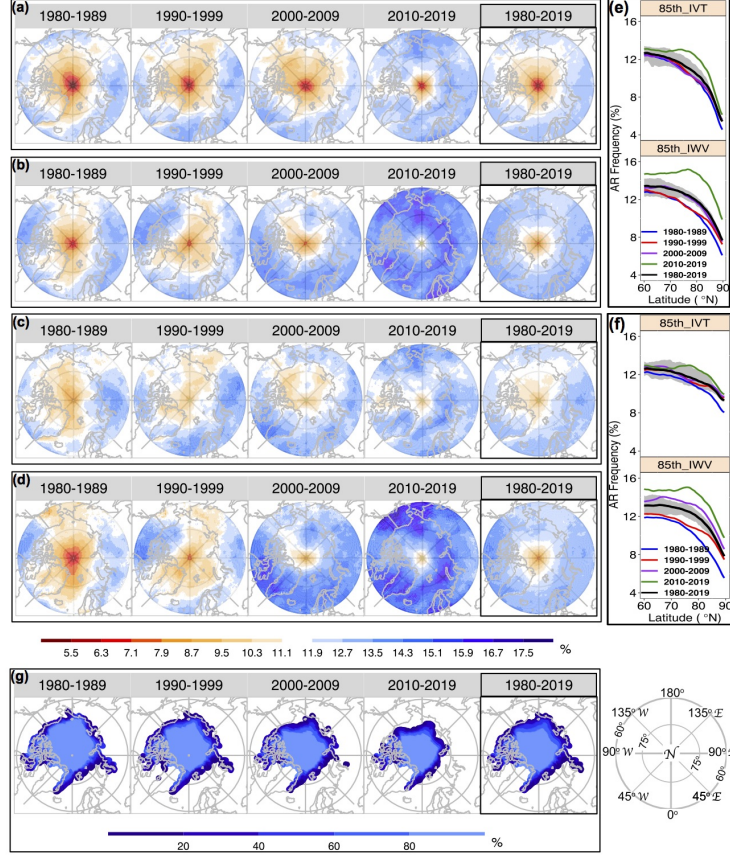 (a)
1980-1989 1990-1999 2000-2009 2010-2019 1980-2019
(b)
1980-1989 1990-1999 2000-2009 2010-2019 1980-2019
(c)
1980-1989 1990-1999 2000-2009 2010-2019 1980-2019
(d)
1980-1989 1990-1999 2000-2009 2010-2019 1980-2019
5.5 6.3 7.1 7.9 8.7 9.5 10.3 11.1 11.9 12.7 13.5 14.3 15.1 15.9 16.7 17.5 %
(e)
85th_IVT
16
12
8
4
85th_IWV
16
12
8
4
AR Frequency (%)
1980-1989
1990-1999
2000-2009
2010-2019
1980-2019
60 70 80 90
Latitude ( °N)
(f)
85th_IVT
16
12
8
4
85th_IWV
16
12
8
4
AR Frequency (%)
1980-1989
1990-1999
2000-2009
2010-2019
1980-2019
60 70 80 90
Latitude ( °N)
(g)
1980-1989 1990-1999 2000-2009 2010-2019 1980-2019
20 40 60 80 %
180°
135° W 135° E
60° 75°
90° W N 90°
75° 60°
45° W 45° E
0°